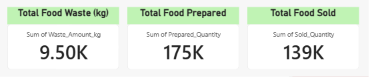 Total Food Waste (kg)
Sum of Waste_Amount_kg
9.50K
Total Food Prepared
Sum of Prepared_Quantity
175K
Total Food Sold
Sum of Sold_Quantity
139K